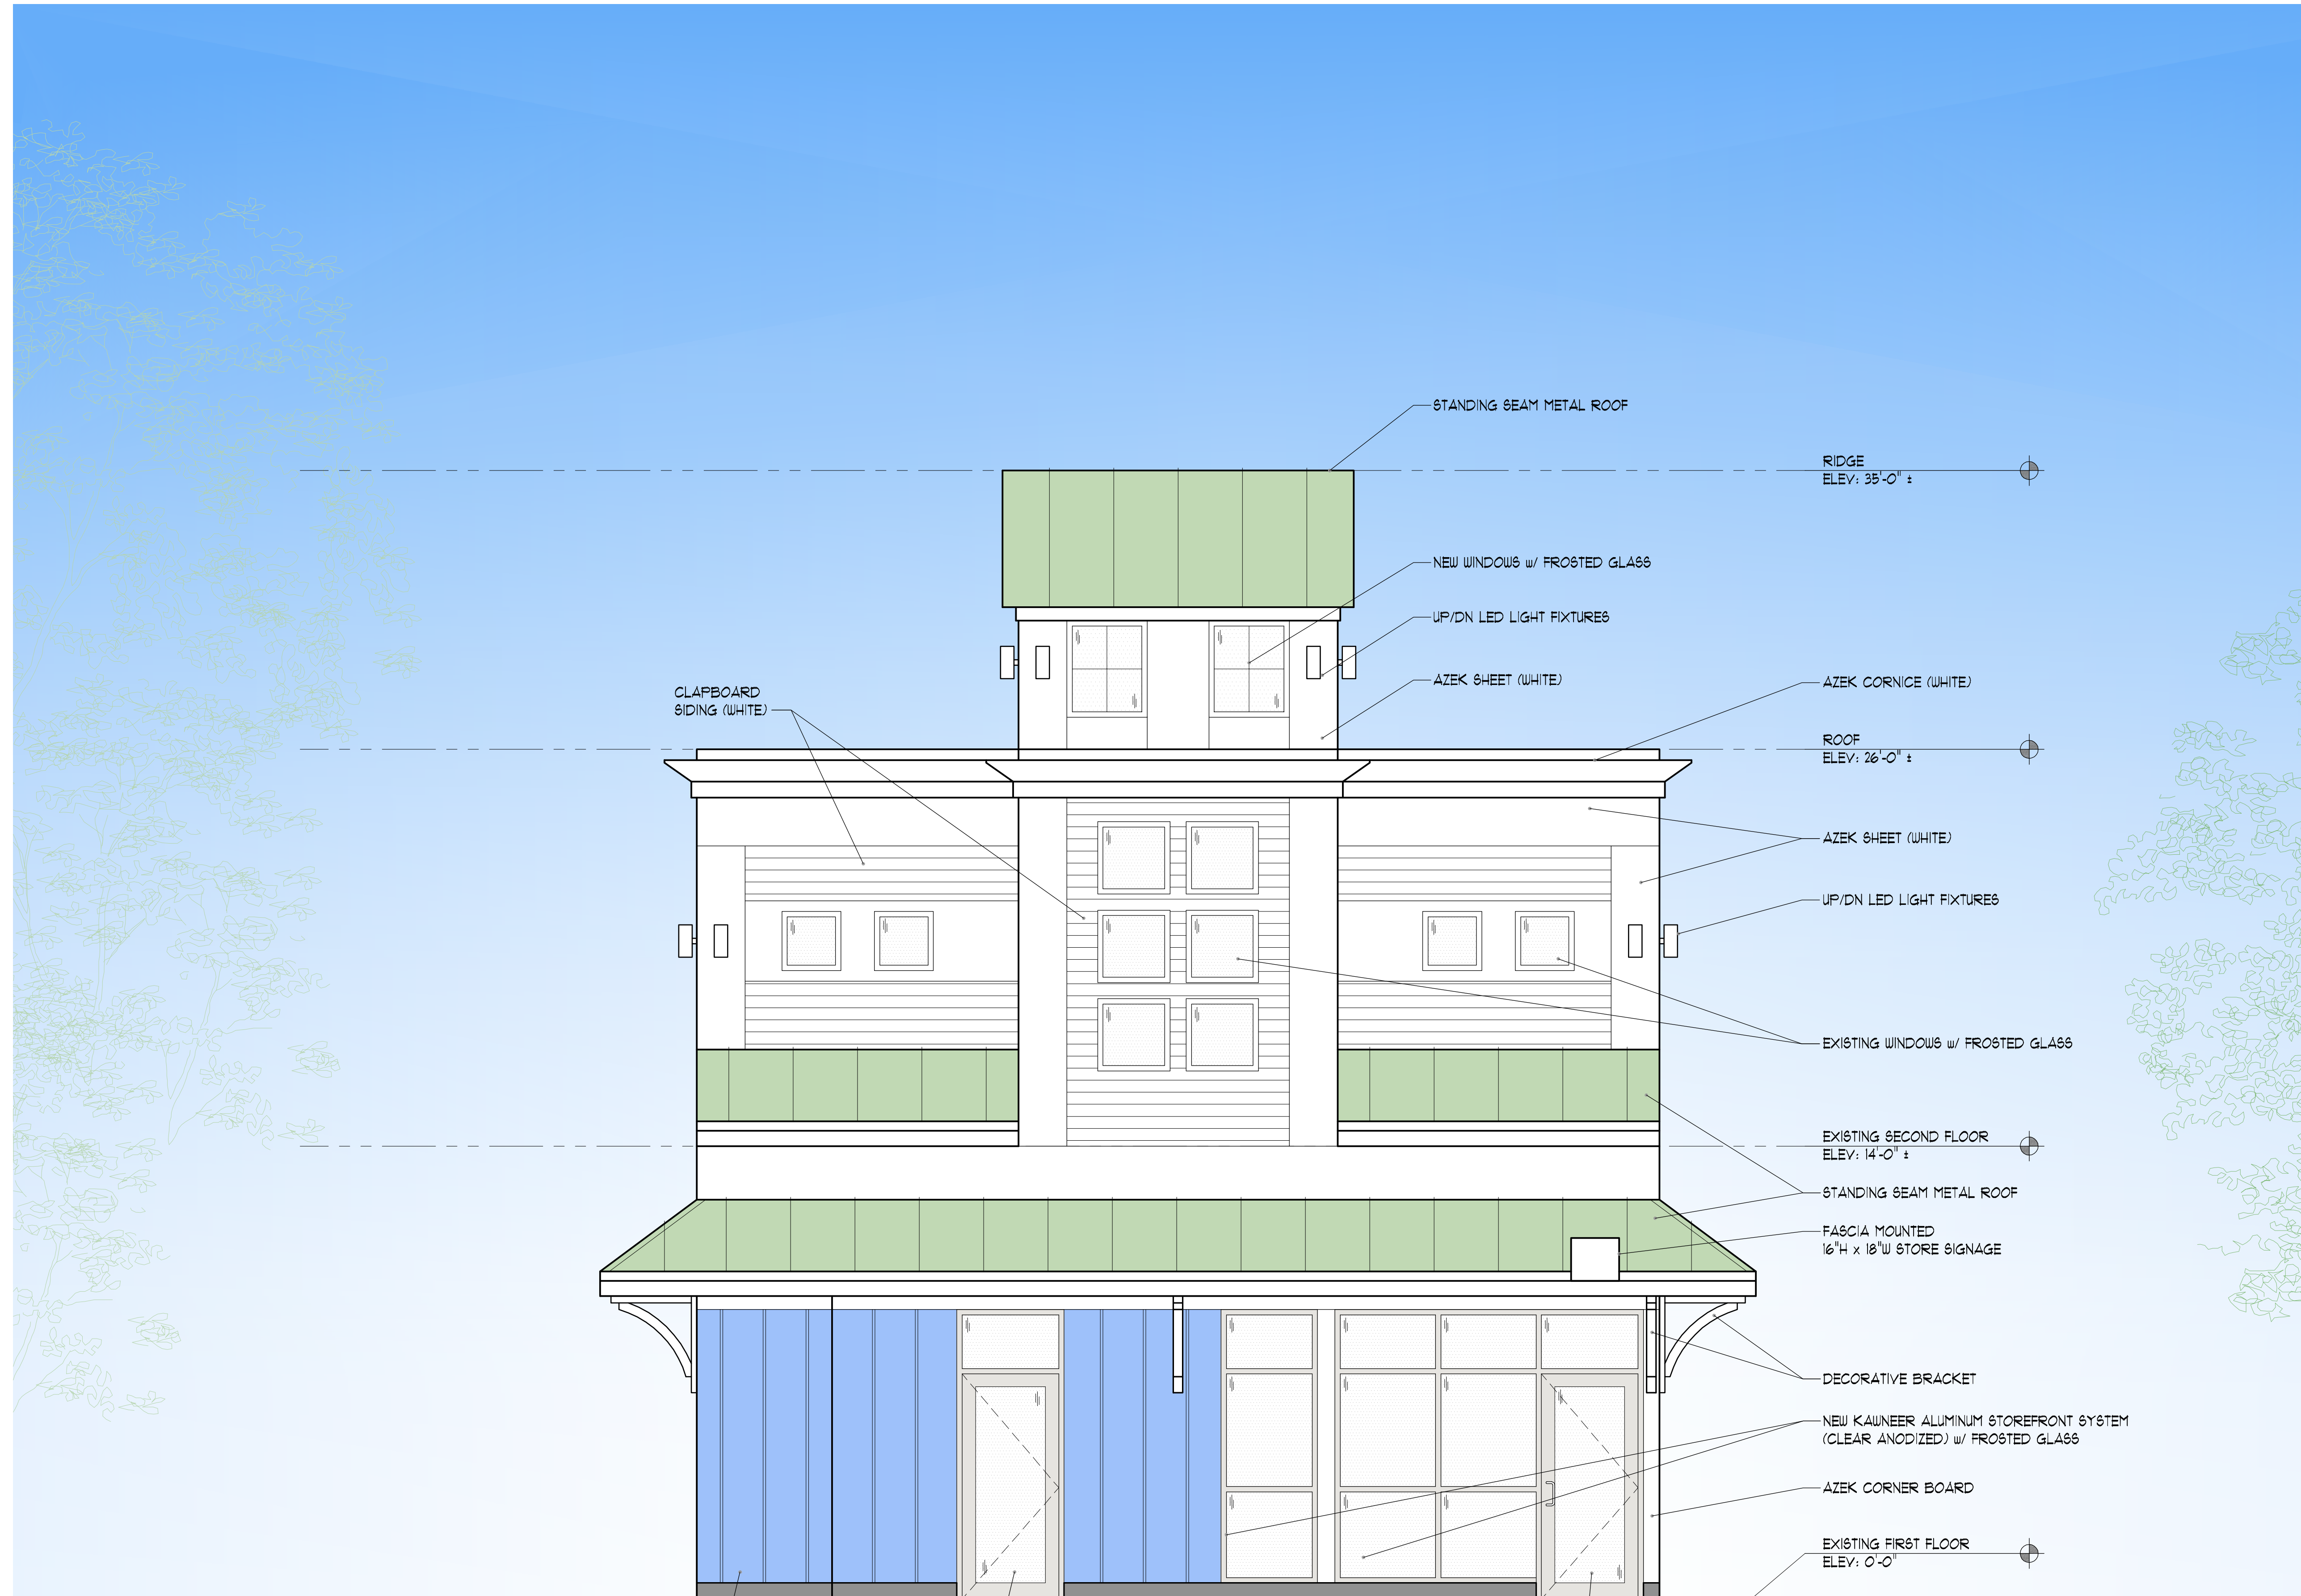 STANDING SEAM METAL ROOF
RIDGE
ELEV: 35'-0" ±
NEW WINDOWS w/ FROSTED GLASS
UP/DN LED LIGHT FIXTURES
AZEK SHEET (WHITE)
AZEK CORNICE (WHITE)
CLAPBOARD
SIDING (WHITE)
ROOF
ELEV: 26'-0" ±
AZEK SHEET (WHITE)
UP/DN LED LIGHT FIXTURES
EXISTING WINDOWS w/ FROSTED GLASS
EXISTING SECOND FLOOR
ELEV: 14'-0" ±
STANDING SEAM METAL ROOF
FASCIA MOUNTED
16"H x 18"W STORE SIGNAGE
DECORATIVE BRACKET
NEW KAWNEER ALUMINUM STOREFRONT SYSTEM
(CLEAR ANODIZED) w/ FROSTED GLASS
AZEK CORNER BOARD
EXISTING FIRST FLOOR
ELEV: 0'-0"